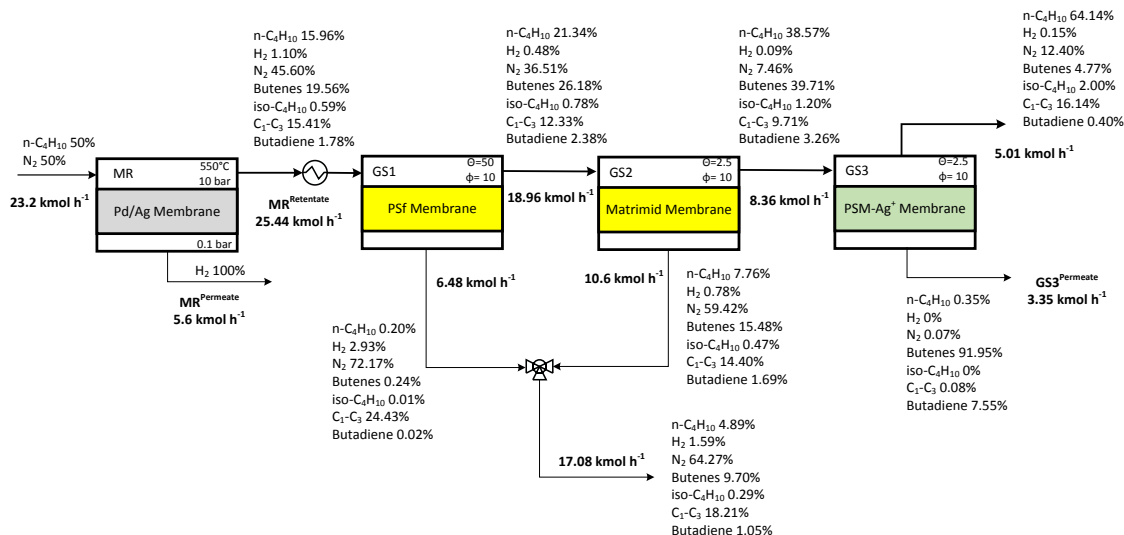 n-C₄H₁₀ 50%
N₂ 50%
23.2 kmol h⁻¹
MR
550°C
10 bar
Pd/Ag Membrane
0.1 bar
H₂ 100%
MR^Permeate
5.6 kmol h⁻¹
n-C₄H₁₀ 15.96%
H₂ 1.10%
N₂ 45.60%
Butenes 19.56%
iso-C₄H₁₀ 0.59%
C₁-C₃ 15.41%
Butadiene 1.78%
MR^Retentate
25.44 kmol h⁻¹
GS1
Θ=50
ϕ= 10
PSf Membrane
6.48 kmol h⁻¹
n-C₄H₁₀ 0.20%
H₂ 2.93%
N₂ 72.17%
Butenes 0.24%
iso-C₄H₁₀ 0.01%
C₁-C₃ 24.43%
Butadiene 0.02%
n-C₄H₁₀ 21.34%
H₂ 0.48%
N₂ 36.51%
Butenes 26.18%
iso-C₄H₁₀ 0.78%
C₁-C₃ 12.33%
Butadiene 2.38%
18.96 kmol h⁻¹
GS2
Θ=2.5
ϕ= 10
Matrimid Membrane
10.6 kmol h⁻¹
n-C₄H₁₀ 7.76%
H₂ 0.78%
N₂ 59.42%
Butenes 15.48%
iso-C₄H₁₀ 0.47%
C₁-C₃ 14.40%
Butadiene 1.69%
17.08 kmol h⁻¹
n-C₄H₁₀ 4.89%
H₂ 1.59%
N₂ 64.27%
Butenes 9.70%
iso-C₄H₁₀ 0.29%
C₁-C₃ 18.21%
Butadiene 1.05%
n-C₄H₁₀ 38.57%
H₂ 0.09%
N₂ 7.46%
Butenes 39.71%
iso-C₄H₁₀ 1.20%
C₁-C₃ 9.71%
Butadiene 3.26%
8.36 kmol h⁻¹
GS3
Θ=2.5
ϕ= 10
PSM-Ag⁺ Membrane
n-C₄H₁₀ 64.14%
H₂ 0.15%
N₂ 12.40%
Butenes 4.77%
iso-C₄H₁₀ 2.00%
C₁-C₃ 16.14%
Butadiene 0.40%
5.01 kmol h⁻¹
GS3^Permeate
3.35 kmol h⁻¹
n-C₄H₁₀ 0.35%
H₂ 0%
N₂ 0.07%
Butenes 91.95%
iso-C₄H₁₀ 0%
C₁-C₃ 0.08%
Butadiene 7.55%